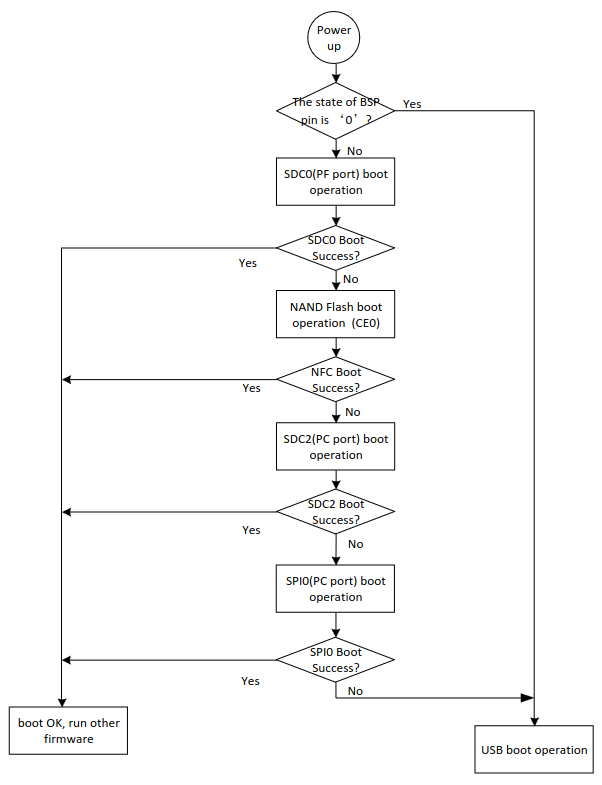 Power
up
The state of BSP
pin is ‘0’?
Yes
No
SDC0(PF port) boot
operation
SDC0 Boot
Success?
Yes
No
NAND Flash boot
operation (CE0)
NFC Boot
Success?
Yes
No
SDC2(PC port) boot
operation
SDC2 Boot
Success?
Yes
No
SPI0(PC port) boot
operation
SPI0 Boot
Success?
Yes
No
boot OK, run other
firmware
USB boot operation